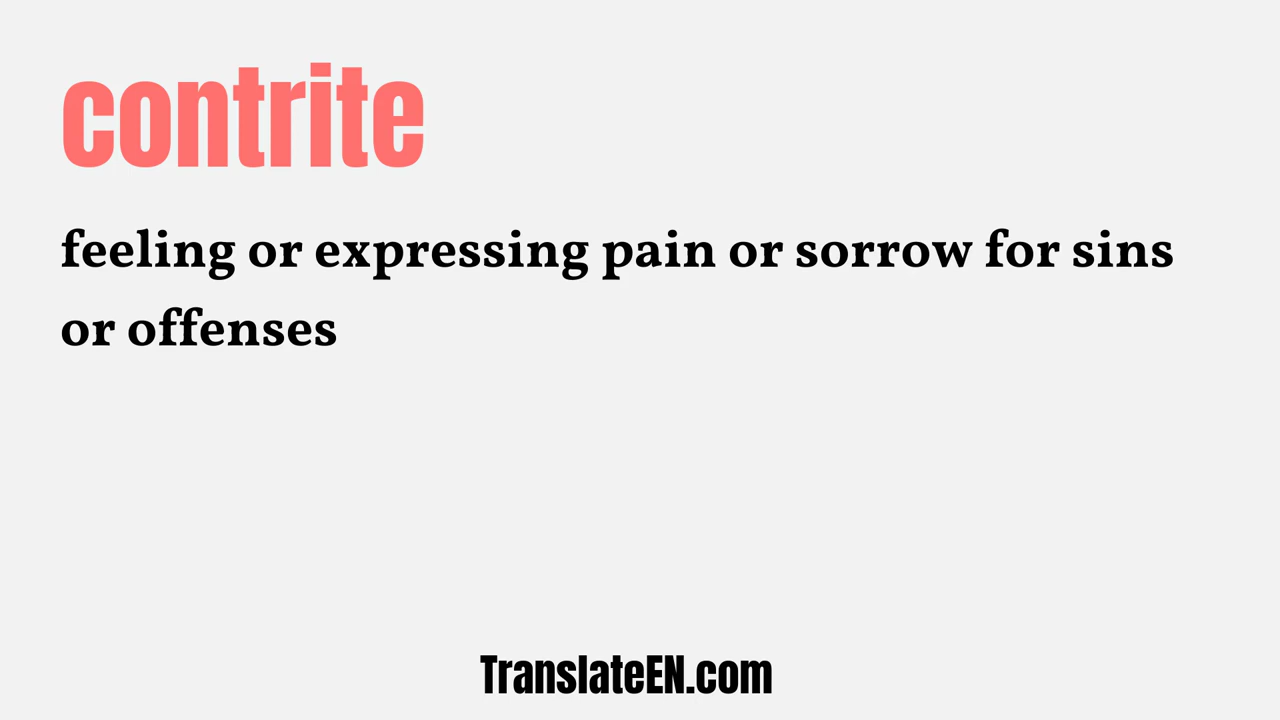 contrite
feeling or expressing pain or sorrow for sins
or offenses
TranslateEN.com